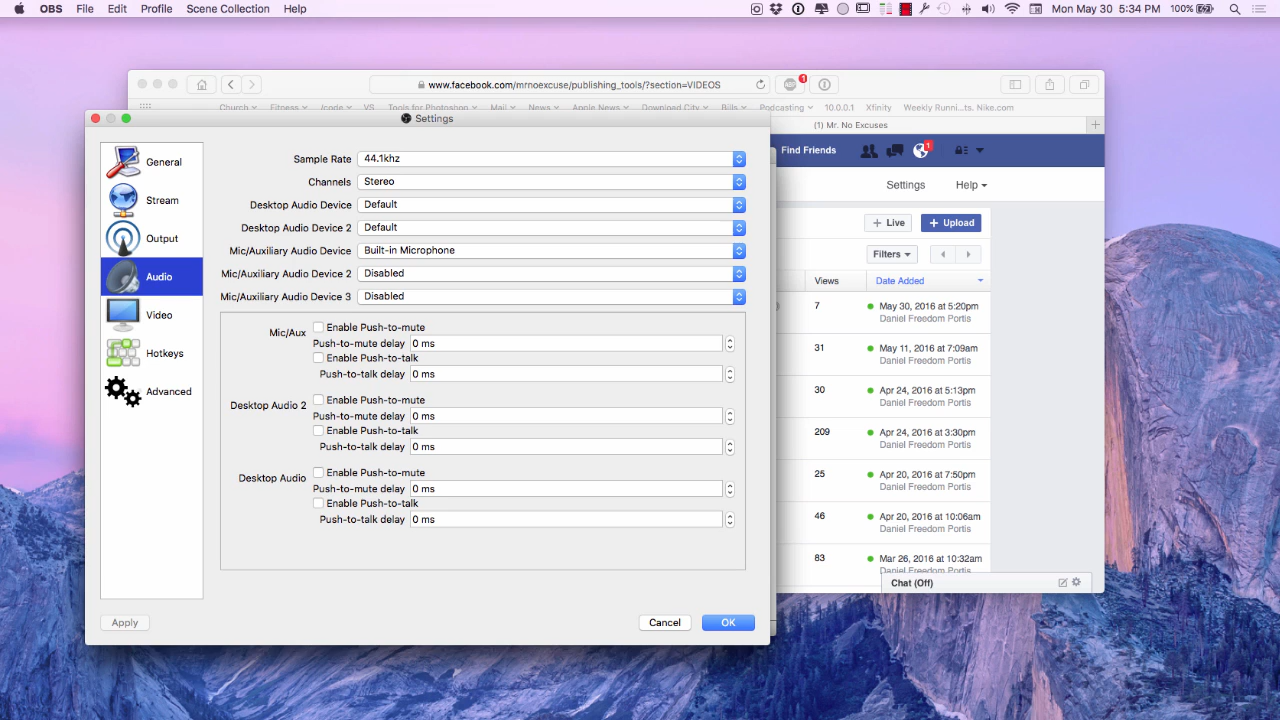 OBS File Edit Profile Scene Collection Help Mon May 30 5:34 PM 100%
www.facebook.com/mrnoexcuse/publishing_tools/?section=VIDEOS 1
Church Fitness /code VS Tools for Photoshop Mail News Apple News Download City Bills Podcasting 10.0.0.1 Xfinity Weekly Runni...ts. Nike.com
(1) Mr. No Excuses
Settings
General
Stream
Output
Audio
Video
Hotkeys
Advanced
Sample Rate 44.1khz
Channels Stereo
Desktop Audio Device Default
Desktop Audio Device 2 Default
Mic/Auxiliary Audio Device Built-in Microphone
Mic/Auxiliary Audio Device 2 Disabled
Mic/Auxiliary Audio Device 3 Disabled
Mic/Aux Enable Push-to-mute
Push-to-mute delay 0 ms
Enable Push-to-talk
Push-to-talk delay 0 ms
Desktop Audio 2 Enable Push-to-mute
Push-to-mute delay 0 ms
Enable Push-to-talk
Push-to-talk delay 0 ms
Desktop Audio Enable Push-to-mute
Push-to-mute delay 0 ms
Enable Push-to-talk
Push-to-talk delay 0 ms
Apply Cancel OK
Find Friends 1
Settings Help
+ Live + Upload
Filters
Views Date Added
7 May 30, 2016 at 5:20pm
Daniel Freedom Portis
31 May 11, 2016 at 7:09am
Daniel Freedom Portis
30 Apr 24, 2016 at 5:13pm
Daniel Freedom Portis
209 Apr 24, 2016 at 3:30pm
Daniel Freedom Portis
25 Apr 20, 2016 at 7:50pm
Daniel Freedom Portis
46 Apr 20, 2016 at 10:06am
Daniel Freedom Portis
83 Mar 26, 2016 at 10:32am
Daniel Freedom Portis
Chat (Off)